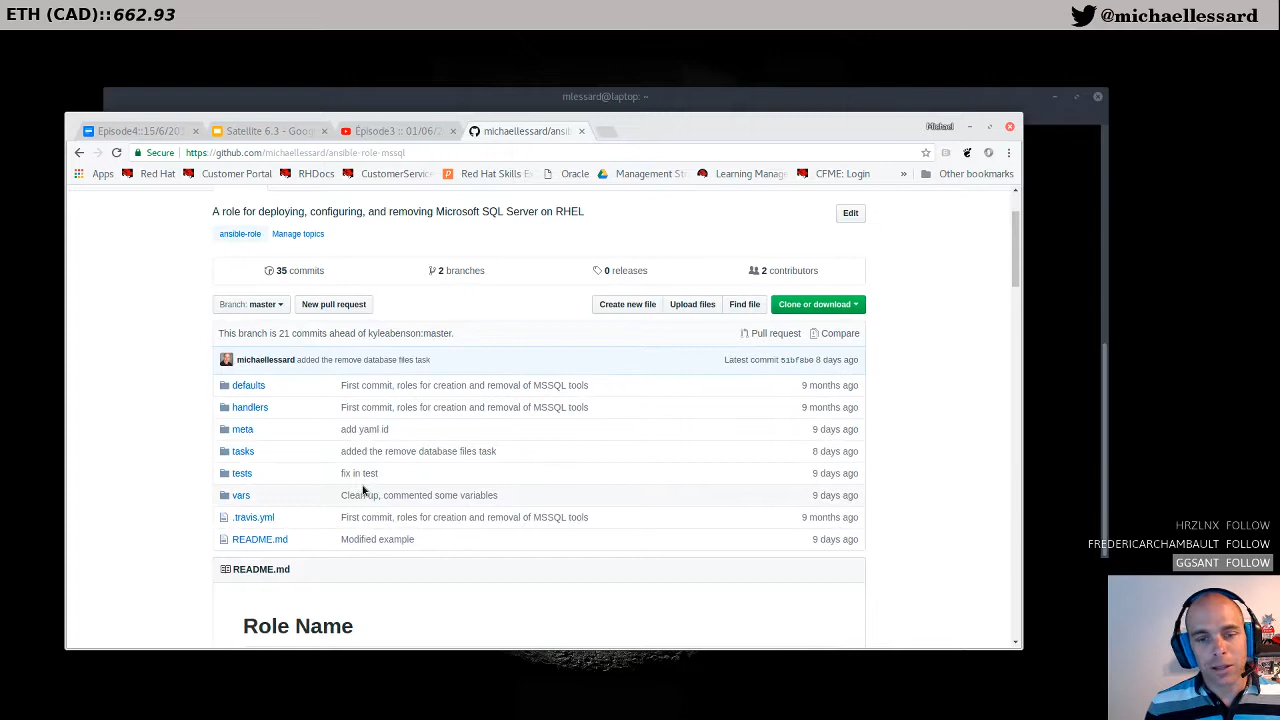 ETH (CAD)::662.93
@michaellessard
mlessard@laptop: ~
Episode4::15/6/201
Satellite 6.3 - Goog
Épisode3 :: 01/06/2
michaellessard/ansib
Michael
Secure
https://github.com/michaellessard/ansible-role-mssql
Apps
Red Hat
Customer Portal
RHDocs
CustomerService
Red Hat Skills Ex
Oracle
Management St
Learning Manag
CFME: Login
»
Other bookmarks
A role for deploying, configuring, and removing Microsoft SQL Server on RHEL
Edit
ansible-role
Manage topics
35 commits
2 branches
0 releases
2 contributors
Branch: master
New pull request
Create new file
Upload files
Find file
Clone or download
This branch is 21 commits ahead of kyleabenson:master.
Pull request
Compare
michaellessard added the remove database files task
Latest commit 51bf8be 8 days ago
defaults First commit, roles for creation and removal of MSSQL tools 9 months ago
handlers First commit, roles for creation and removal of MSSQL tools 9 months ago
meta add yaml id 9 days ago
tasks added the remove database files task 8 days ago
tests fix in test 9 days ago
vars Cleanup, commented some variables 9 days ago
.travis.yml First commit, roles for creation and removal of MSSQL tools 9 months ago
README.md Modified example 9 days ago
README.md
Role Name
HRZLNX FOLLOW
FREDERICARCHAMBAULT FOLLOW
GGSANT FOLLOW